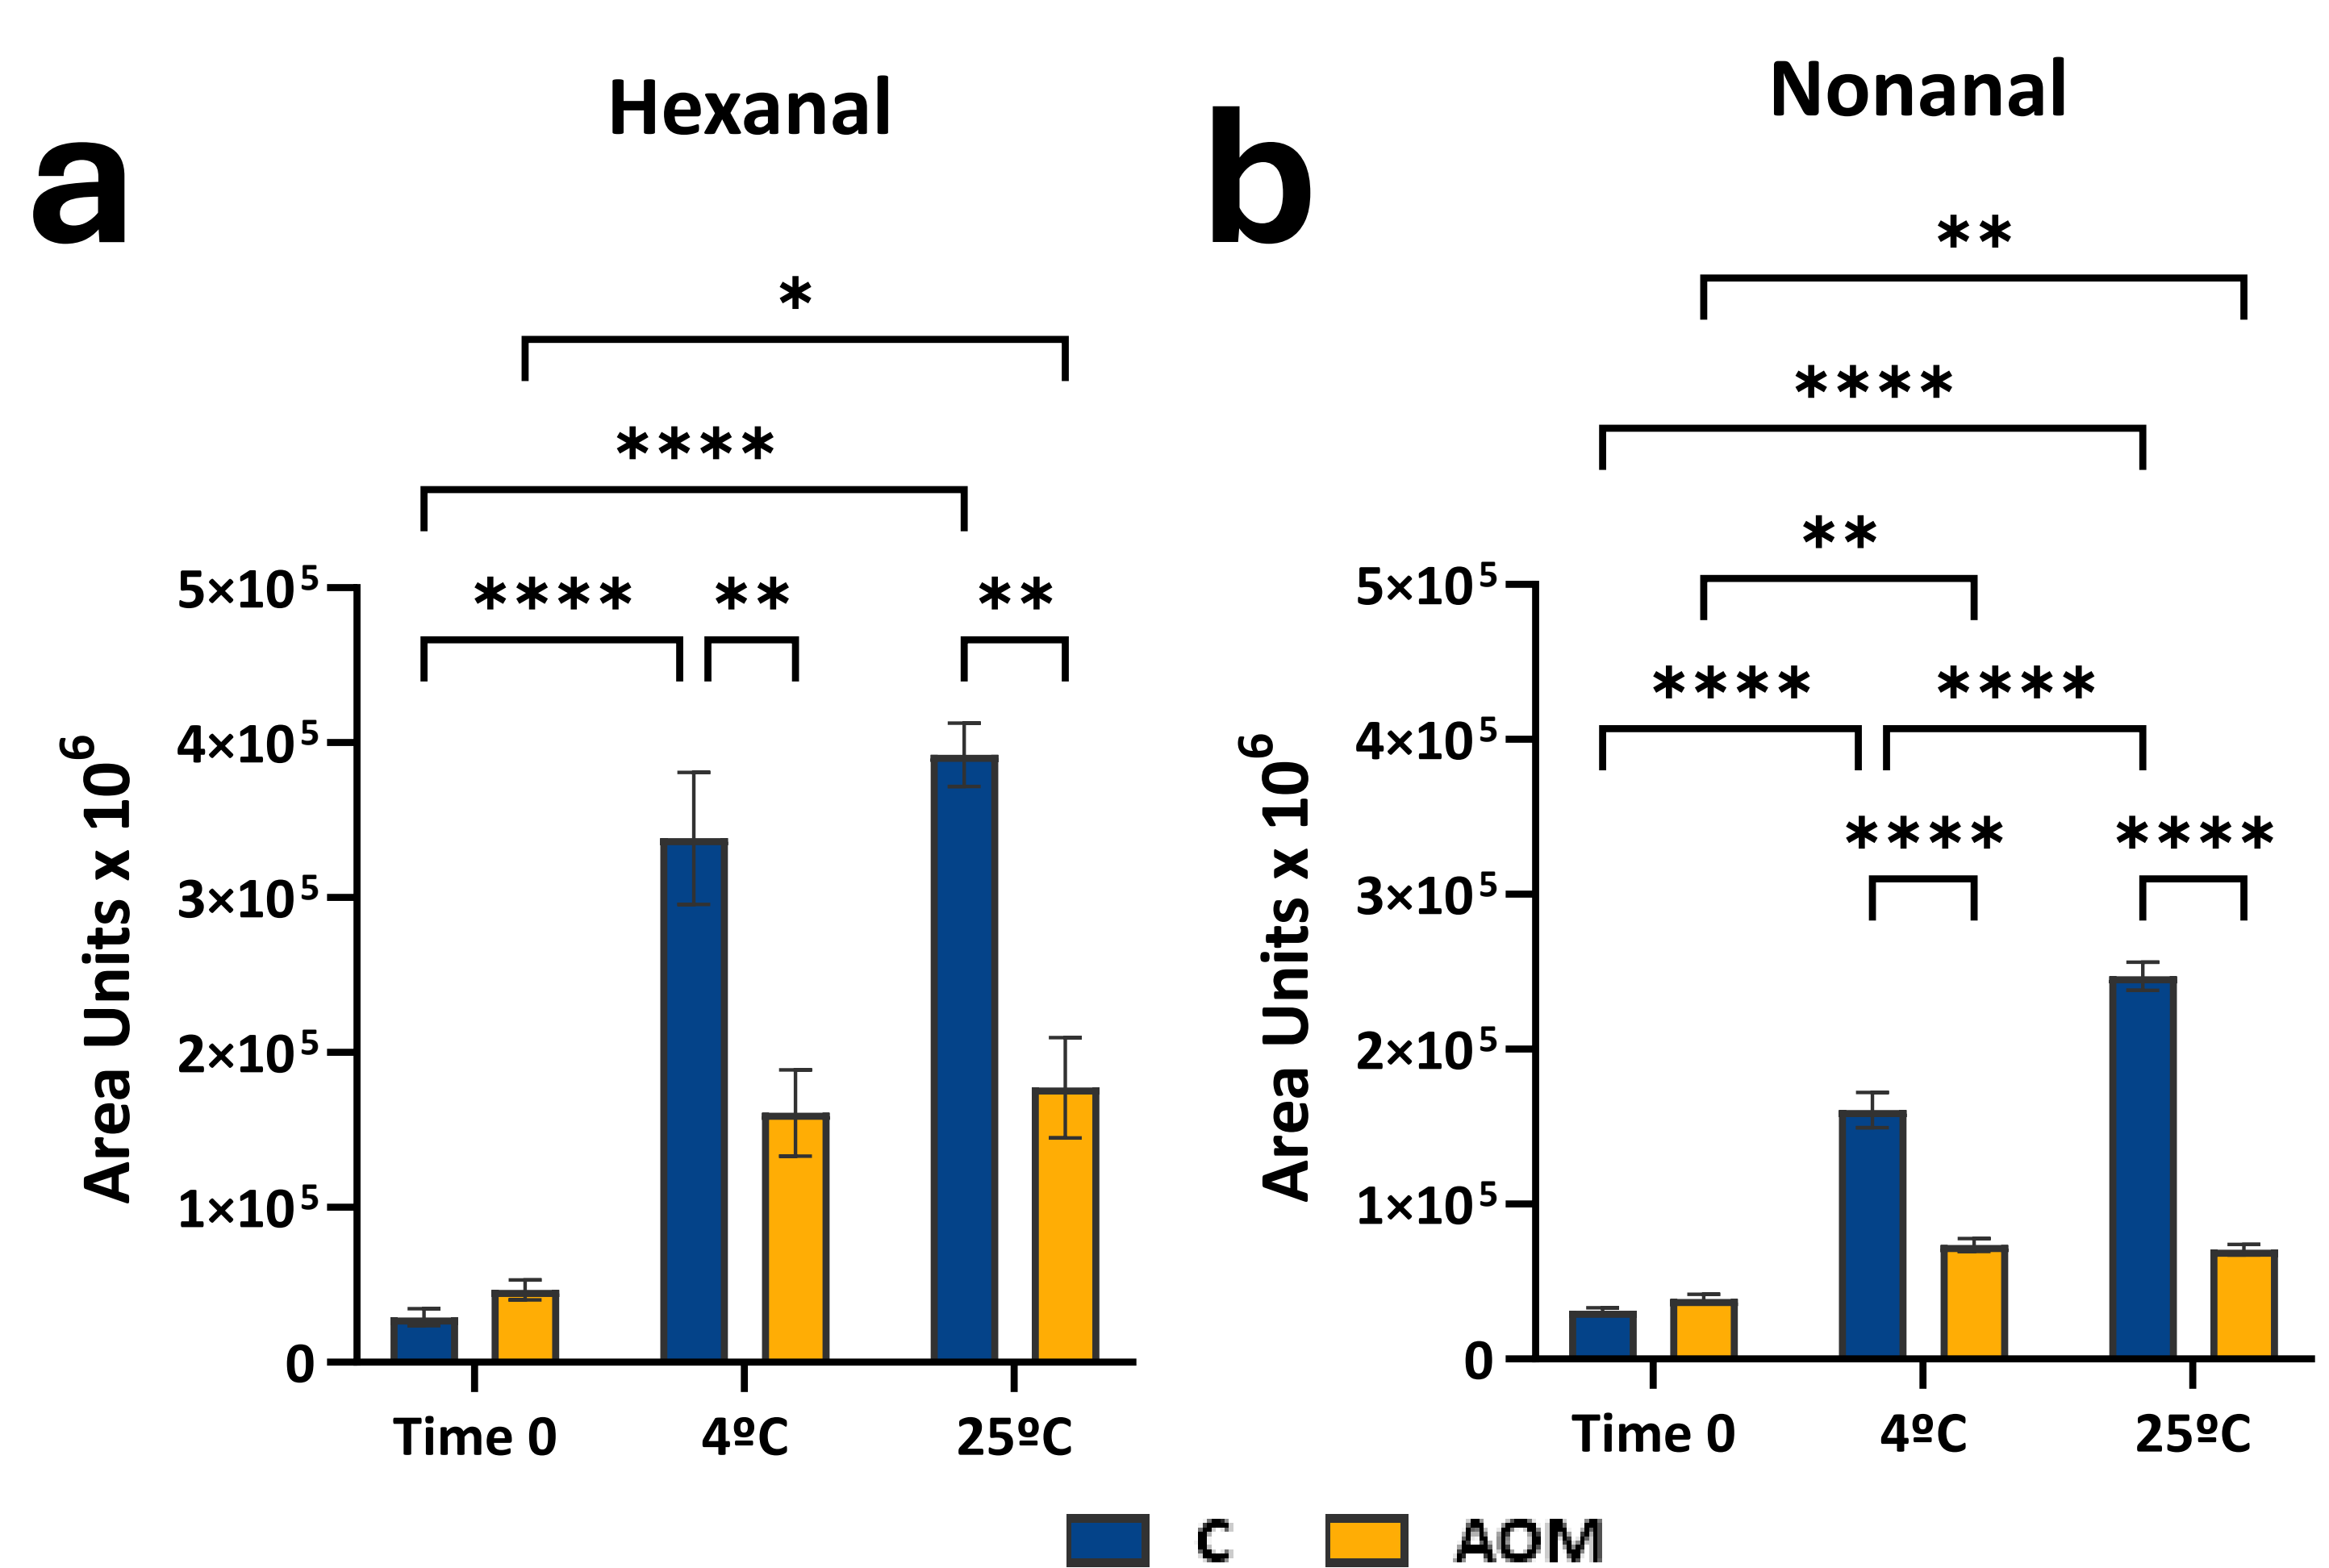 a
Hexanal
*
****
**** ** **
5×10⁵
4×10⁵
3×10⁵
2×10⁵
1×10⁵
0
Area Units x 10⁶
Time 0 4ºC 25ºC
b
Nonanal
**
****
**
**** ****
**** ****
5×10⁵
4×10⁵
3×10⁵
2×10⁵
1×10⁵
0
Area Units x 10⁶
Time 0 4ºC 25ºC
C AOM